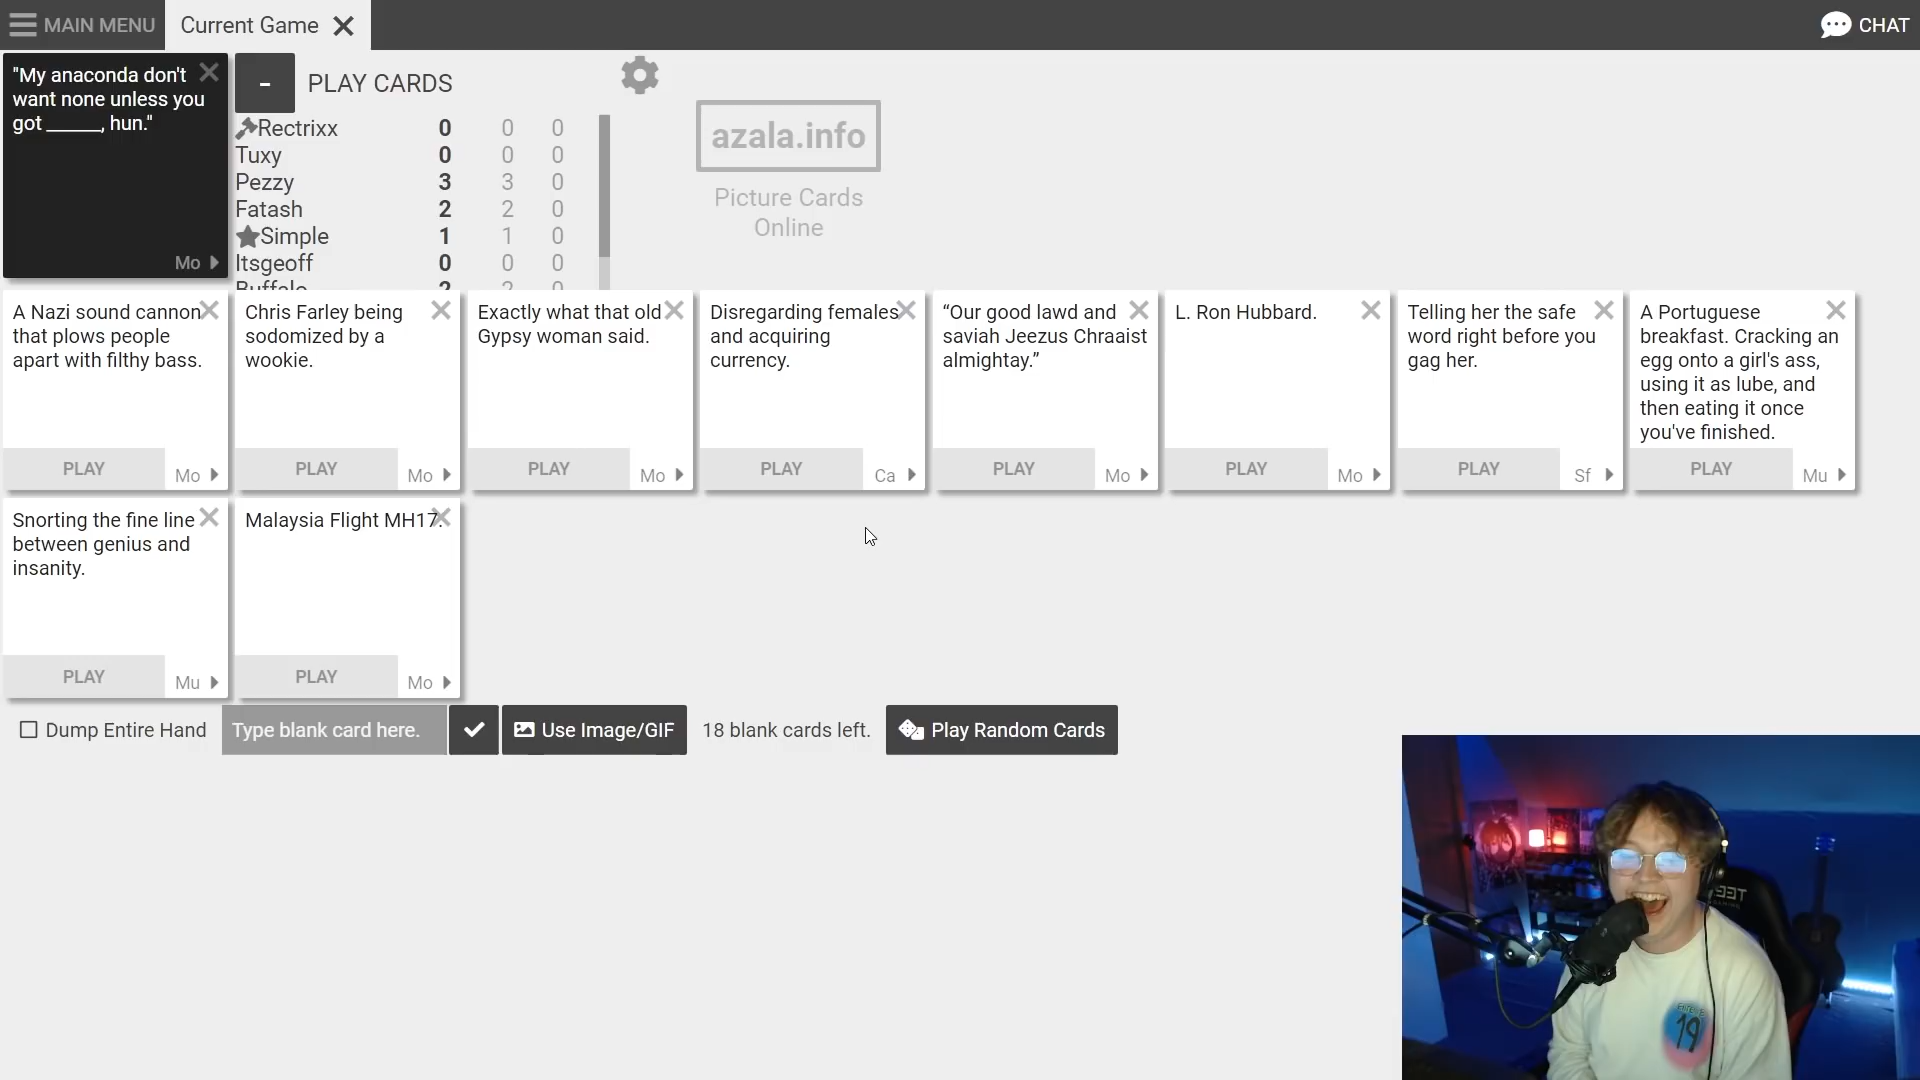 MAIN MENU
Current Game
CHAT
"My anaconda don't
want none unless you
got _____, hun."
Mo
-
PLAY CARDS
Rectrixx 0 0 0
Tuxy 0 0 0
Pezzy 3 3 0
Fatash 2 2 0
Simple 1 1 0
Itsgeoff 0 0 0
Buffalo 2 2 0
azala.info
Picture Cards
Online
A Nazi sound cannon
that plows people
apart with filthy bass.
PLAY
Mo
Chris Farley being
sodomized by a
wookie.
PLAY
Mo
Exactly what that old
Gypsy woman said.
PLAY
Mo
Disregarding females
and acquiring
currency.
PLAY
Ca
“Our good lawd and
saviah Jeezus Chraaist
almightay.”
PLAY
Mo
L. Ron Hubbard.
PLAY
Mo
Telling her the safe
word right before you
gag her.
PLAY
Sf
A Portuguese
breakfast. Cracking an
egg onto a girl's ass,
using it as lube, and
then eating it once
you've finished.
PLAY
Mu
Snorting the fine line
between genius and
insanity.
PLAY
Mu
Malaysia Flight MH17.
PLAY
Mo
Dump Entire Hand
Type blank card here.
Use Image/GIF
18 blank cards left.
Play Random Cards
19